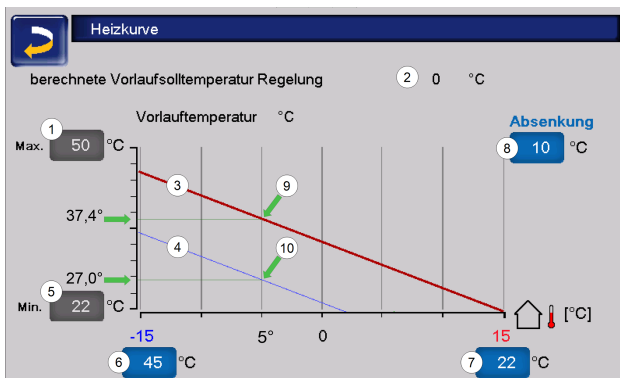 Heizkurve
berechnete Vorlaufsolltemperatur Regelung 2 0 °C
Vorlauftemperatur °C
Absenkung
1
Max. 50 °C
8 10 °C
3
9
37,4°
4
10
27,0°
5
Min. 22 °C
[°C]
-15 5° 0 15
6 45 °C
7 22 °C